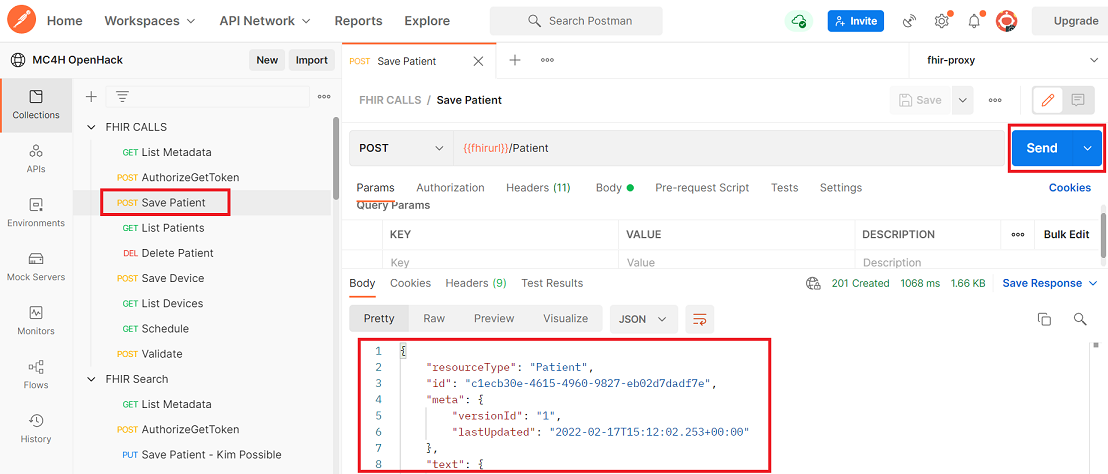 Home Workspaces API Network Reports Explore Search Postman Invite Upgrade
MC4H OpenHack New Import
POST Save Patient
fhir-proxy
Collections
APIs
Environments
Mock Servers
Monitors
Flows
History
FHIR CALLS
GET List Metadata
POST AuthorizeGetToken
POST Save Patient
GET List Patients
DEL Delete Patient
POST Save Device
GET List Devices
GET Schedule
POST Validate
FHIR Search
GET List Metadata
POST AuthorizeGetToken
PUT Save Patient - Kim Possible
FHIR CALLS / Save Patient Save
POST {{fhirurl}}/Patient Send
Params Authorization Headers (11) Body Pre-request Script Tests Settings Cookies
Query Params
KEY VALUE DESCRIPTION Bulk Edit
Key Value Description
Body Cookies Headers (9) Test Results 201 Created 1068 ms 1.66 KB Save Response
Pretty Raw Preview Visualize JSON
1 {
2 "resourceType": "Patient",
3 "id": "c1ecb30e-4615-4960-9827-eb02d7dadf7e",
4 "meta": {
5 "versionId": "1",
6 "lastUpdated": "2022-02-17T15:12:02.253+00:00"
7 },
8 "text": {